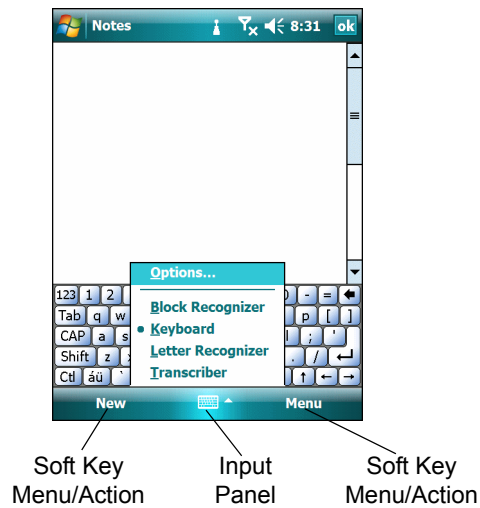 Notes 8:31 ok
Options...
Block Recognizer
Keyboard
Letter Recognizer
Transcriber
123 1 2 - = 
Tab q w p [ ]
CAP a s ; '
Shift z . /
Ctl áü `
New Menu
Soft Key Input Soft Key
Menu/Action Panel Menu/Action